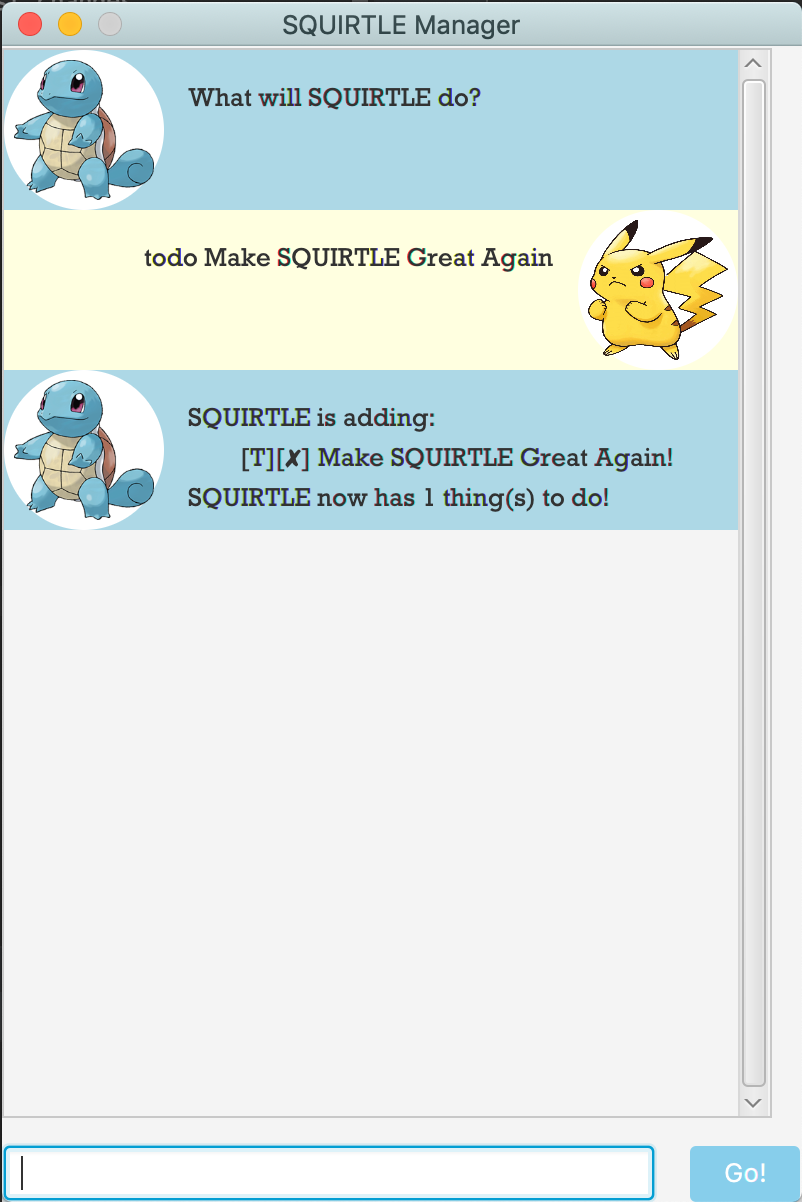 SQUIRTLE Manager
What will SQUIRTLE do?
todo Make SQUIRTLE Great Again
SQUIRTLE is adding:
[T][✘] Make SQUIRTLE Great Again!
SQUIRTLE now has 1 thing(s) to do!
Go!